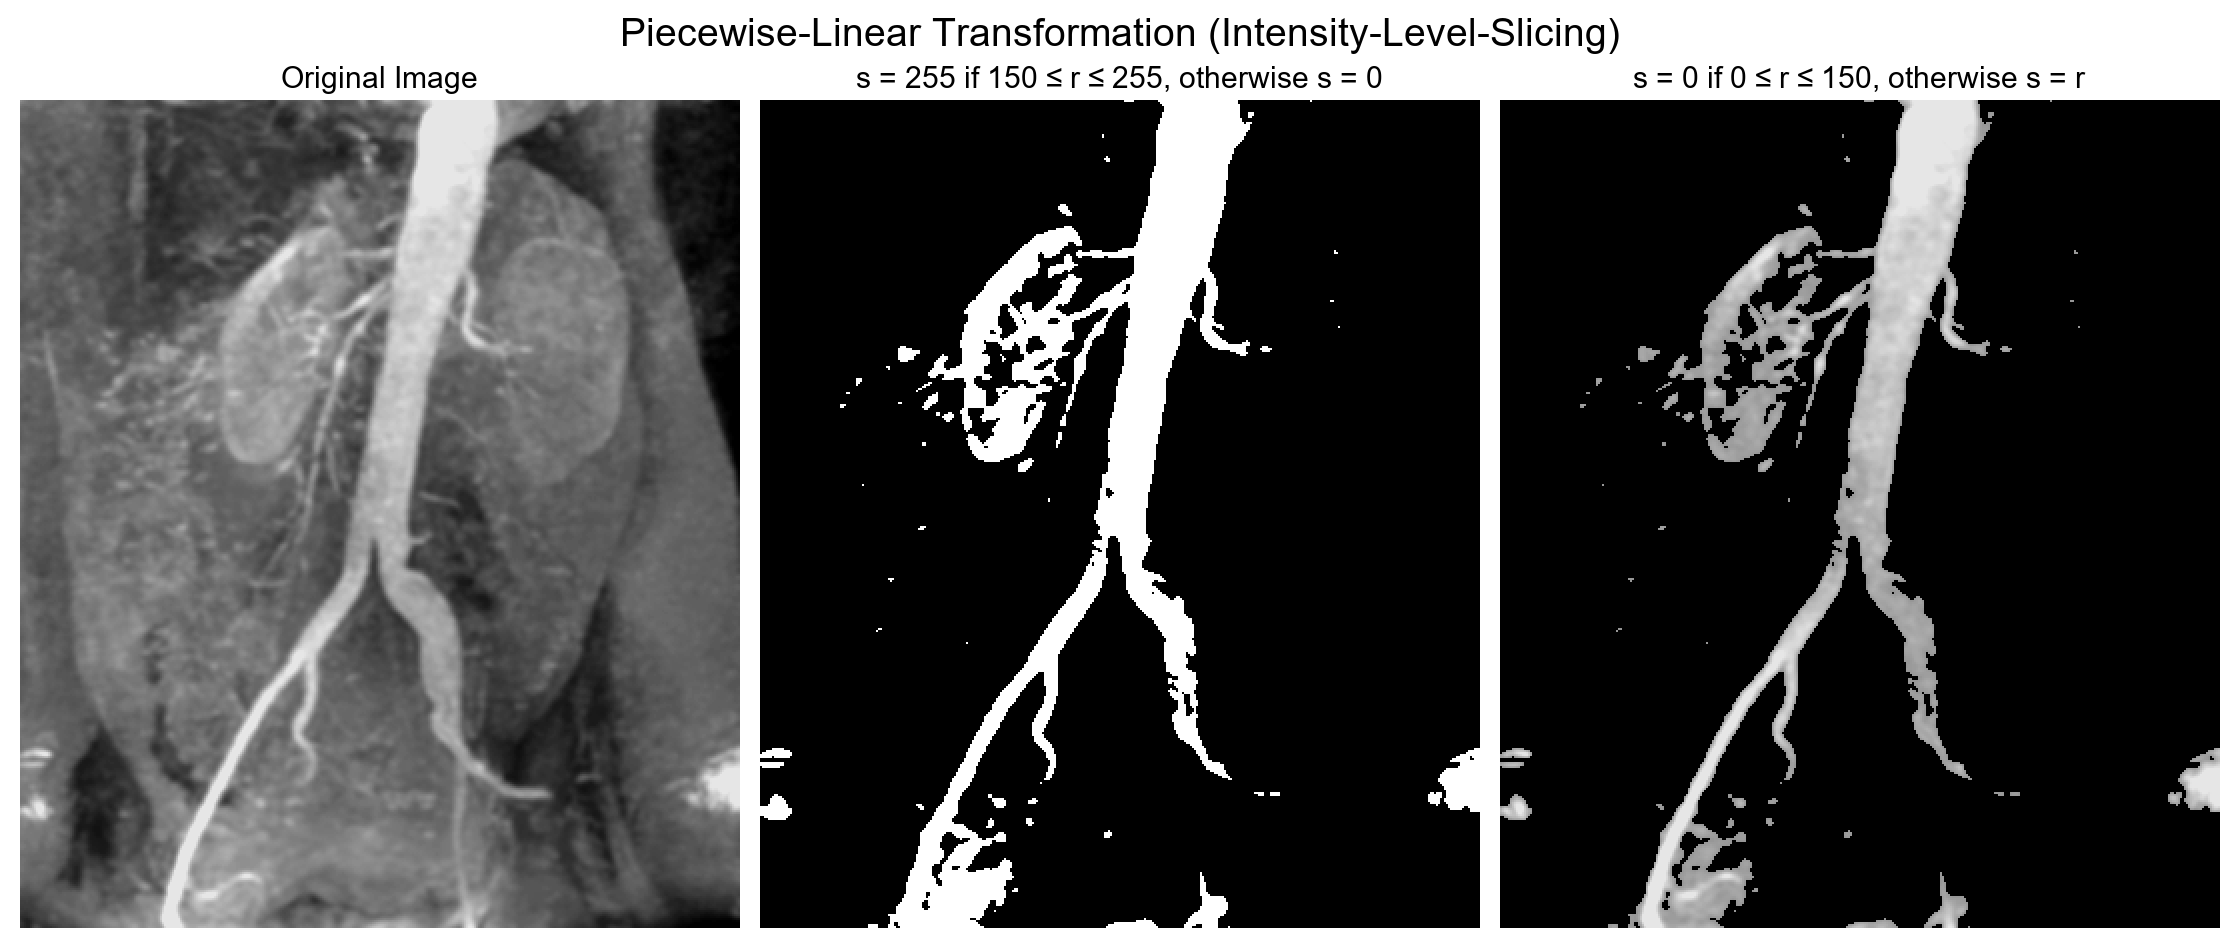 Piecewise-Linear Transformation (Intensity-Level-Slicing)
Original Image
s = 255 if 150 ≤ r ≤ 255, otherwise s = 0
s = 0 if 0 ≤ r ≤ 150, otherwise s = r